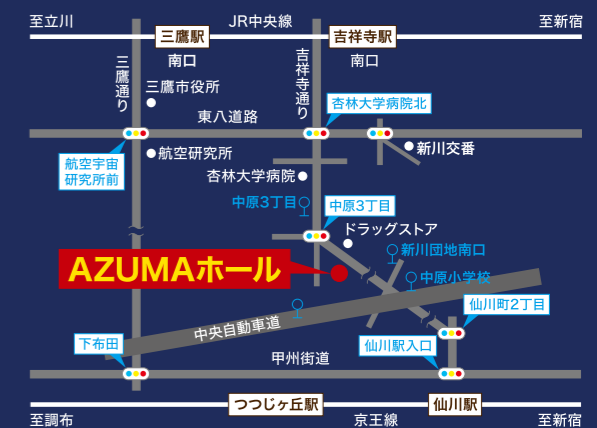 至立川
JR中央線
至新宿
三鷹駅
吉祥寺駅
南口
南口
三鷹通り
吉祥寺通り
三鷹市役所
杏林大学病院北
東八道路
新川交番
航空研究所
航空宇宙
研究所前
杏林大学病院
中原3丁目
中原3丁目
ドラッグストア
新川団地南口
AZUMAホール
中原小学校
仙川町2丁目
中央自動車道
下布田
仙川駅入口
甲州街道
つつじヶ丘駅
仙川駅
至調布
京王線
至新宿